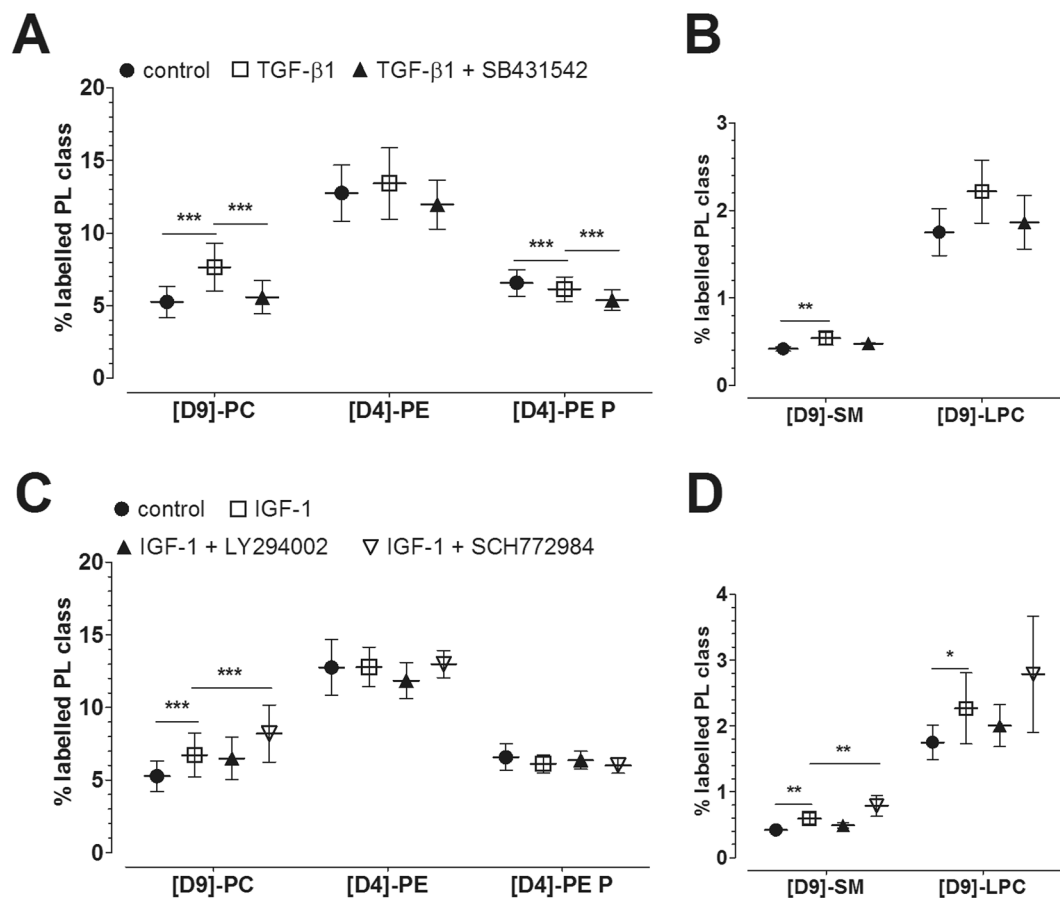 A
● control □ TGF-β1 ▲ TGF-β1 + SB431542
% labelled PL class
20
15
10
5
0
***
***
***
***
[D9]-PC [D4]-PE [D4]-PE P
B
% labelled PL class
3
2
1
0
**
[D9]-SM [D9]-LPC
C
● control □ IGF-1
▲ IGF-1 + LY294002 ▽ IGF-1 + SCH772984
% labelled PL class
20
15
10
5
0
***
***
[D9]-PC [D4]-PE [D4]-PE P
D
% labelled PL class
4
3
2
1
0
*
**
**
[D9]-SM [D9]-LPC